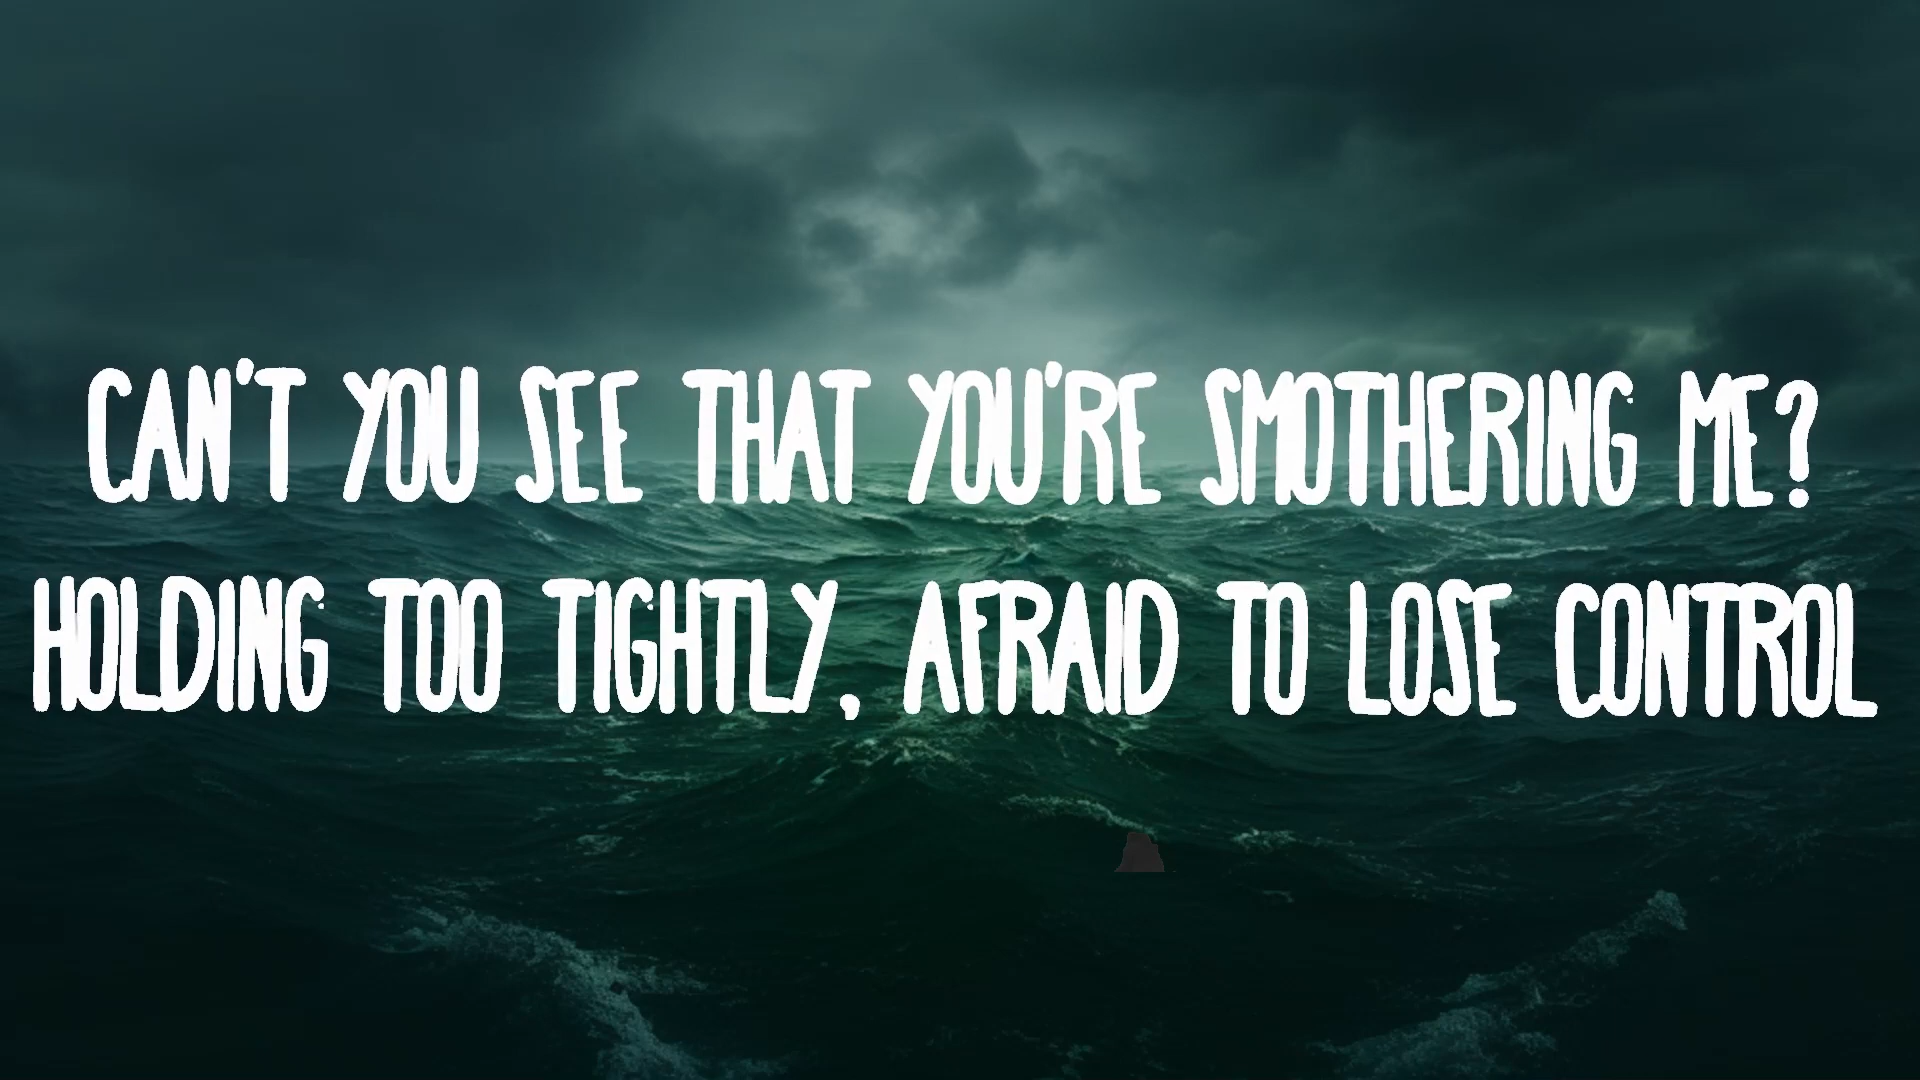 CAN'T YOU SEE THAT YOU'RE SMOTHERING ME?
HOLDING TOO TIGHTLY, AFRAID TO LOSE CONTROL